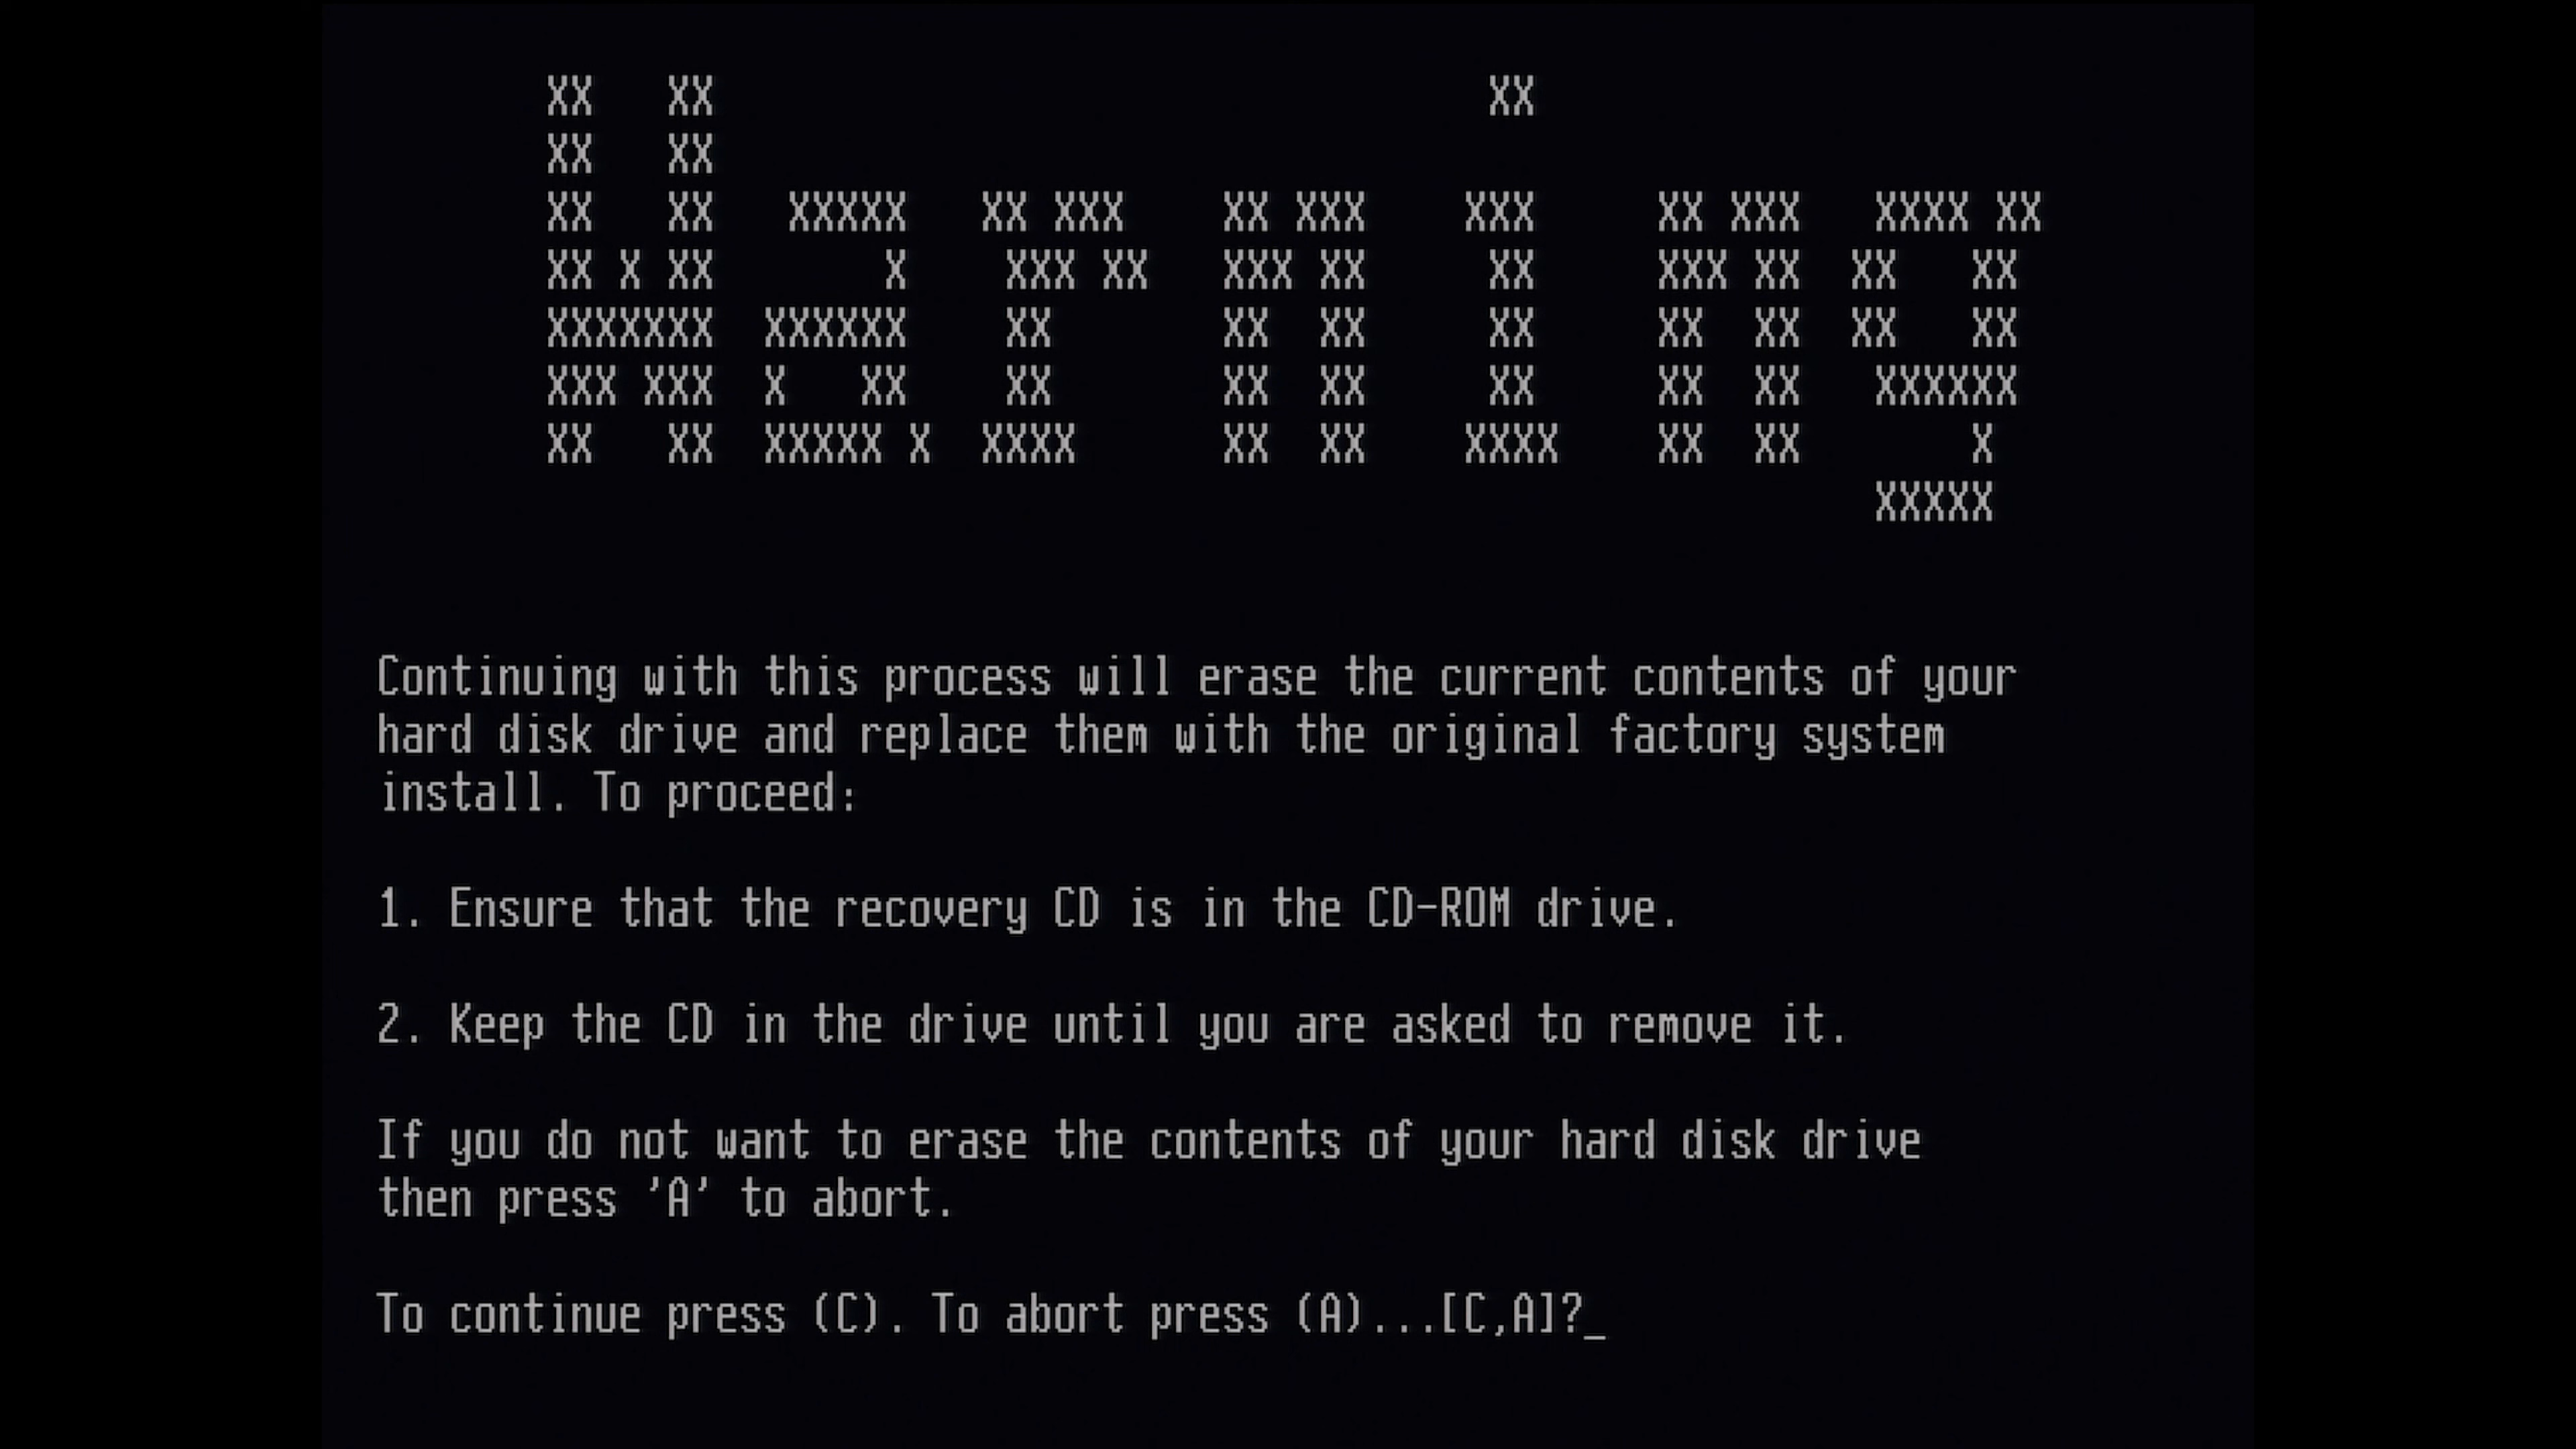 Warning
Continuing with this process will erase the current contents of your
hard disk drive and replace them with the original factory system
install. To proceed:
1. Ensure that the recovery CD is in the CD-ROM drive.
2. Keep the CD in the drive until you are asked to remove it.
If you do not want to erase the contents of your hard disk drive
then press 'A' to abort.
To continue press (C). To abort press (A)...[C,A]?_